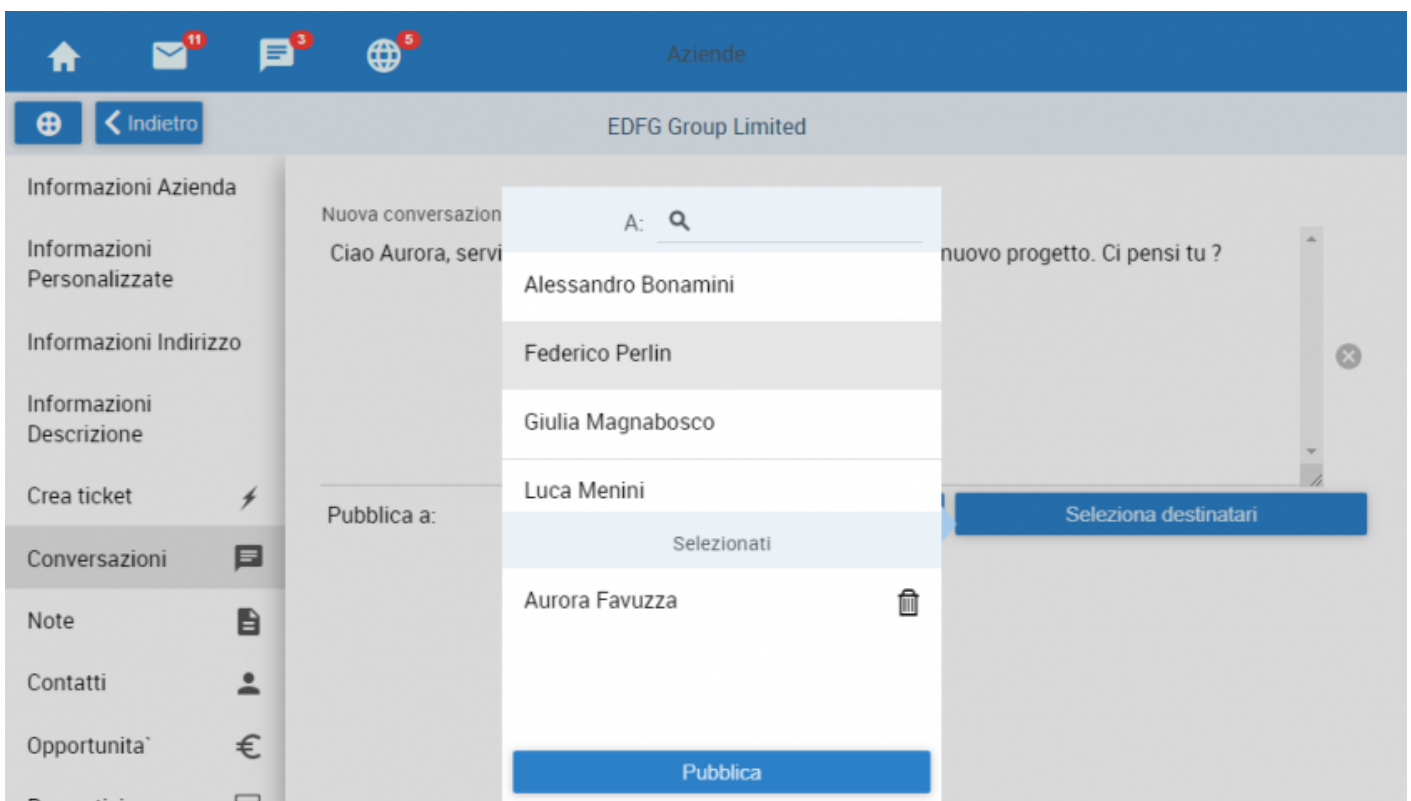 11
3
5
Aziende
Indietro
EDFG Group Limited
Informazioni Azienda
Informazioni
Personalizzate
Informazioni Indirizzo
Informazioni
Descrizione
Crea ticket
Conversazioni
Note
Contatti
Opportunita`
Nuova conversazion
Ciao Aurora, servi
nuovo progetto. Ci pensi tu ?
A:
Alessandro Bonamini
Federico Perlin
Giulia Magnabosco
Luca Menini
Selezionati
Aurora Favuzza
Pubblica
Pubblica a:
Seleziona destinatari